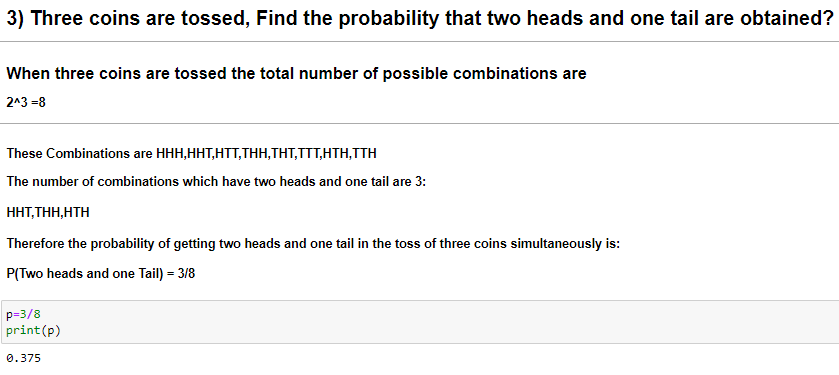 3) Three coins are tossed, Find the probability that two heads and one tail are obtained?
When three coins are tossed the total number of possible combinations are
2^3 =8
These Combinations are HHH,HHT,HTT,THH,THT,TTT,HTH,TTH
The number of combinations which have two heads and one tail are 3:
HHT,THH,HTH
Therefore the probability of getting two heads and one tail in the toss of three coins simultaneously is:
P(Two heads and one Tail) = 3/8
p=3/8
print(p)
0.375